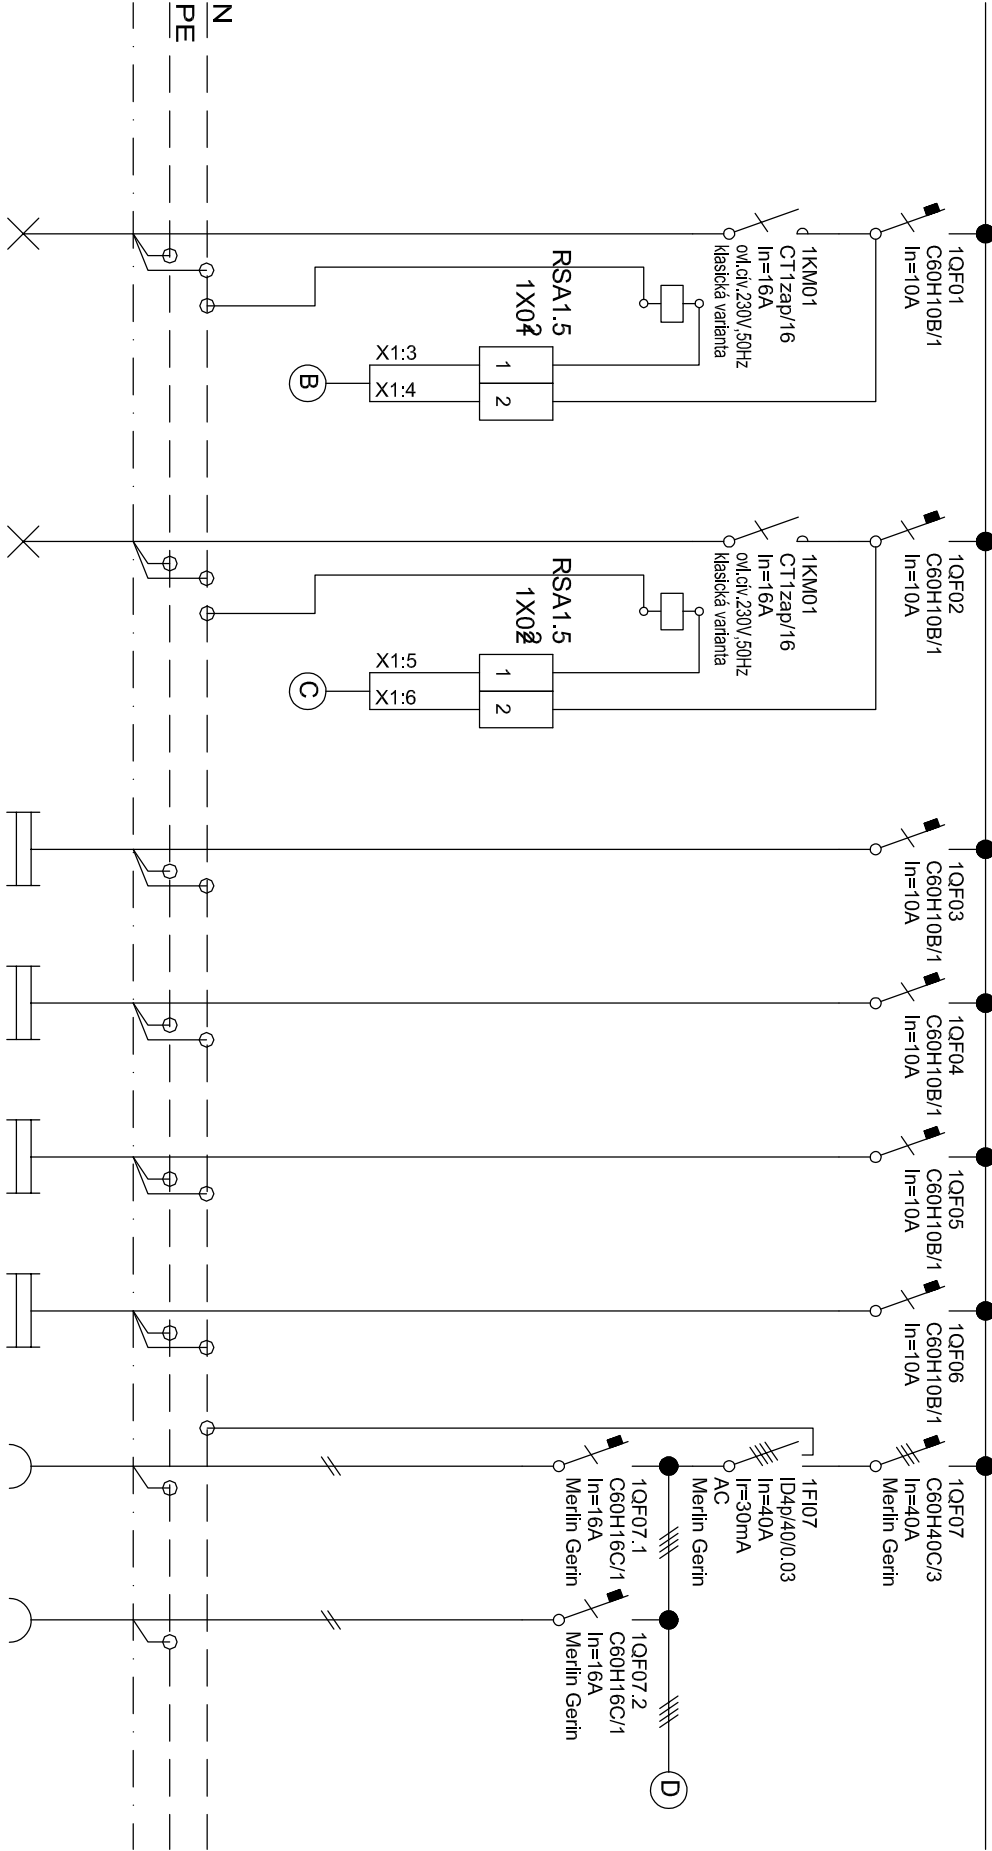 N
PE
1QF01
C60H10B/1
In=10A
1KM01
CT1zap/16
In=16A
ovl.cív.230V,50Hz
klasická varianta
RSA1.5
1
2
X1:3
X1:4
B
1QF02
C60H10B/1
In=10A
1KM01
CT1zap/16
In=16A
ovl.cív.230V,50Hz
klasická varianta
RSA1.5
1
2
X1:5
X1:6
C
1QF03
C60H10B/1
In=10A
1QF04
C60H10B/1
In=10A
1QF05
C60H10B/1
In=10A
1QF06
C60H10B/1
In=10A
1QF07
C60H40C/3
In=40A
Merlin Gerin
1FI07
ID4p/40/0.03
In=40A
Ir=30mA
AC
Merlin Gerin
1QF07.1
C60H16C/1
In=16A
Merlin Gerin
1QF07.2
C60H16C/1
In=16A
Merlin Gerin
D